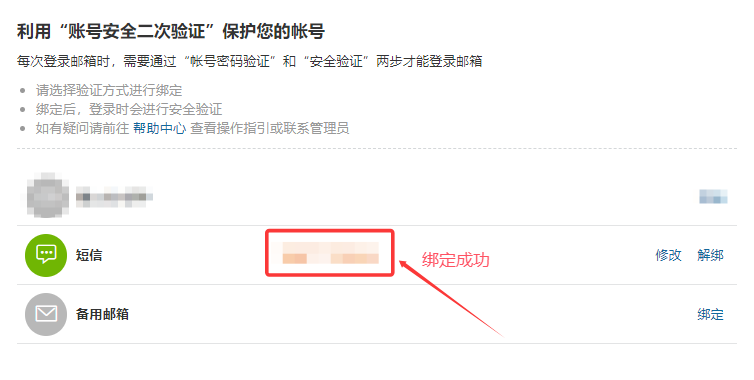 利用“账号安全二次验证”保护您的帐号
每次登录邮箱时，需要通过“帐号密码验证”和“安全验证”两步才能登录邮箱
请选择验证方式进行绑定
绑定后，登录时会进行安全验证
如有疑问请前往 帮助中心 查看操作指引或联系管理员
短信 绑定成功 修改 解绑
备用邮箱 绑定